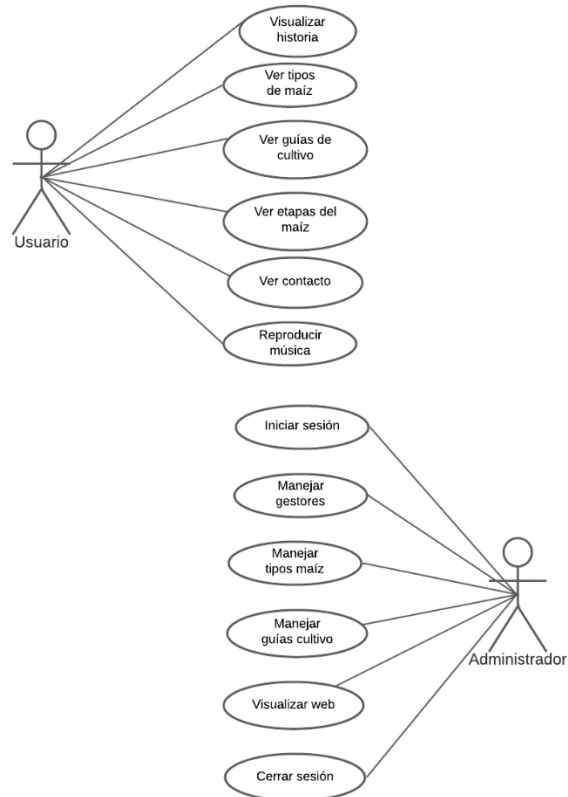 Visualizar
historia
Ver tipos
de maíz
Ver guías de
cultivo
Usuario
Ver etapas del
maíz
Ver contacto
Reproducir
música
Iniciar sesión
Manejar
gestores
Manejar
tipos maíz
Manejar
guías cultivo
Administrador
Visualizar web
Cerrar sesión